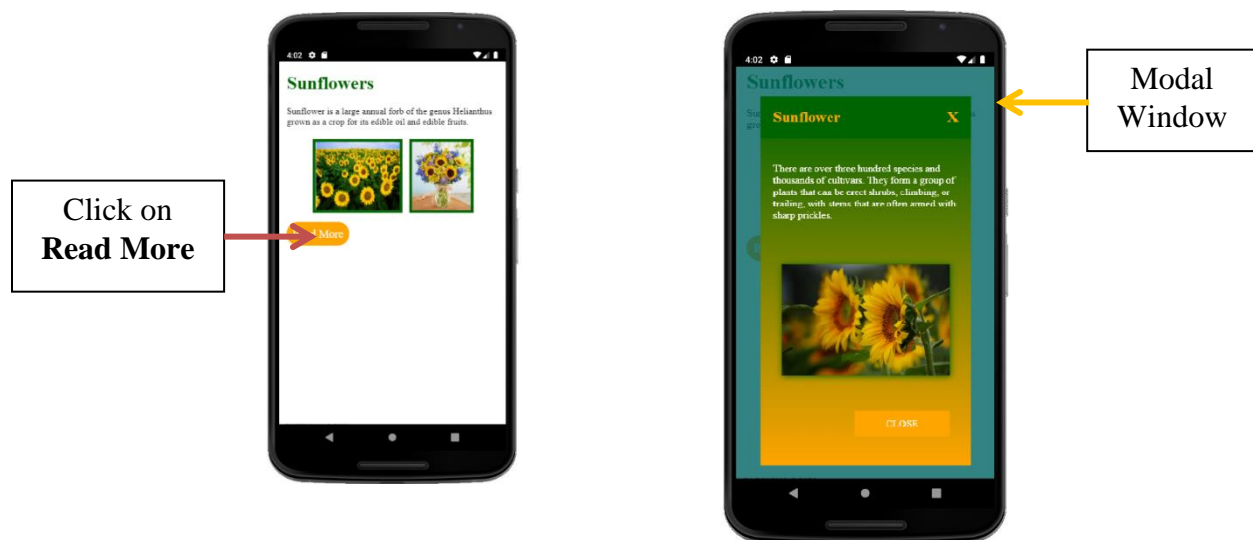 4:02
Sunflowers
Sunflower is a large annual forb of the genus Helianthus
grown as a crop for its edible oil and edible fruits.
Read More
Click on
Read More
4:02
Sunflowers
Sunflower X
There are over three hundred species and
thousands of cultivars. They form a group of
plants that can be erect shrubs, climbing, or
trailing, with stems that are often armed with
sharp prickles.
CLOSE
Modal
Window